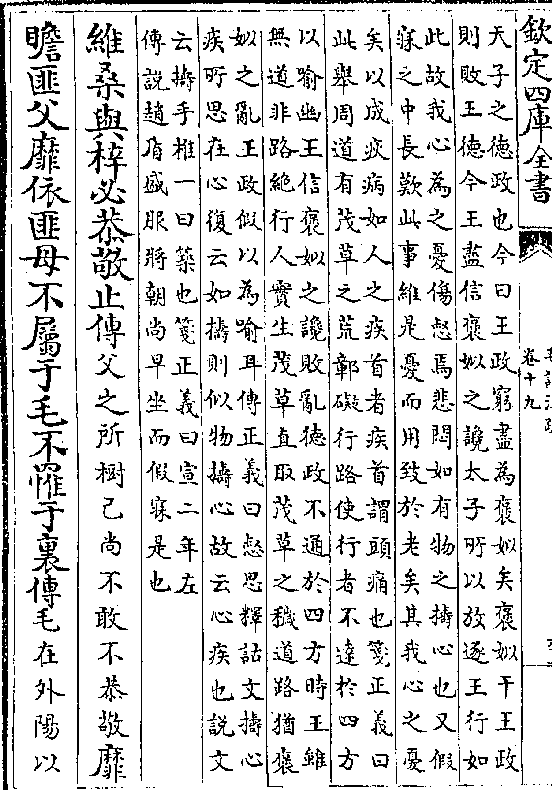 欽定四庫全書
卷十九
天子之德政也今曰王政窮盡為褒姒矣褒姒干王政
則敗王德今王盡信褒姒之讒太子所以放逐王行如
此故我心為之憂傷惄焉悲悶如有物之擣心也又假
寐之中長歎此事維是憂而用致於老矣其我心之憂
矣以成疢病如人之疾首者疾首謂頭痛也箋正義曰
此舉周道有茂草之荒鄣礙行路使行者不達於四方
以喻幽王信褒姒之讒敗亂德政不通於四方時王雖
無道非路絶行人實生茂草直取茂草之穢道路猶褒
姒之亂王政似以為喻耳傳正義曰惄思釋詁文擣心
疾所思在心復云如擣則似物擣心故云心疾也説文
云擣手椎一曰築也箋正義曰宣二年左
傳説趙盾盛服將朝尚早坐而假寐是也
維桑與梓必恭敬止傳父之所樹己尚不敢不恭敬靡
瞻匪父靡依匪母不屬于毛不罹于裏傳毛在外陽以